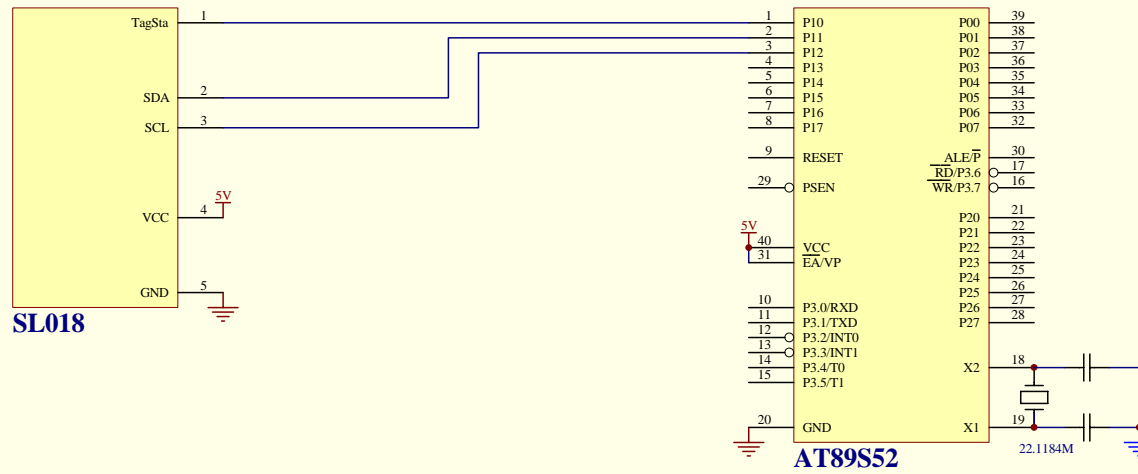 TagSta 1
SDA 2
SCL 3
5V
VCC 4
GND 5
SL018
1 P10 P00 39
2 P11 P01 38
3 P12 P02 37
4 P13 P03 36
5 P14 P04 35
6 P15 P05 34
7 P16 P06 33
8 P17 P07 32
9 RESET ALE/P 30
RD/P3.6 17
29 PSEN WR/P3.7 16
P20 21
5V P21 22
40 VCC P22 23
31 EA/VP P23 24
P24 25
P25 26
10 P3.0/RXD P26 27
11 P3.1/TXD P27 28
12 P3.2/INT0
13 P3.3/INT1
14 P3.4/T0 X2 18
15 P3.5/T1
20 GND X1 19
22.1184M
AT89S52